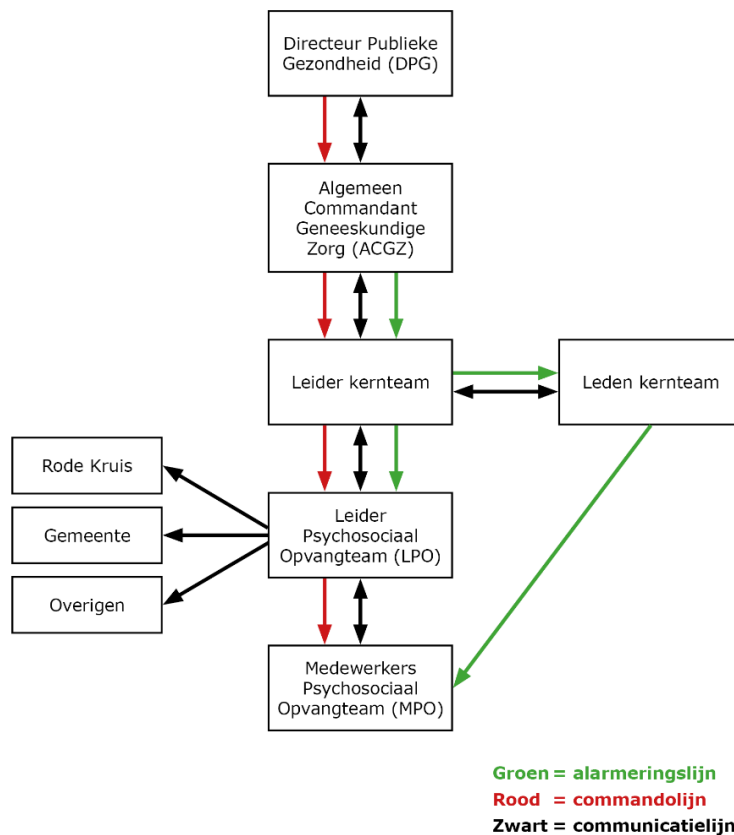 Directeur Publieke
Gezondheid (DPG)
Algemeen
Commandant
Geneeskundige
Zorg (ACGZ)
Leider kernteam
Leden kernteam
Rode Kruis
Gemeente
Overigen
Leider
Psychosociaal
Opvangteam (LPO)
Medewerkers
Psychosociaal
Opvangteam (MPO)
Groen = alarmeringslijn
Rood = commandolijn
Zwart = communicatielijn